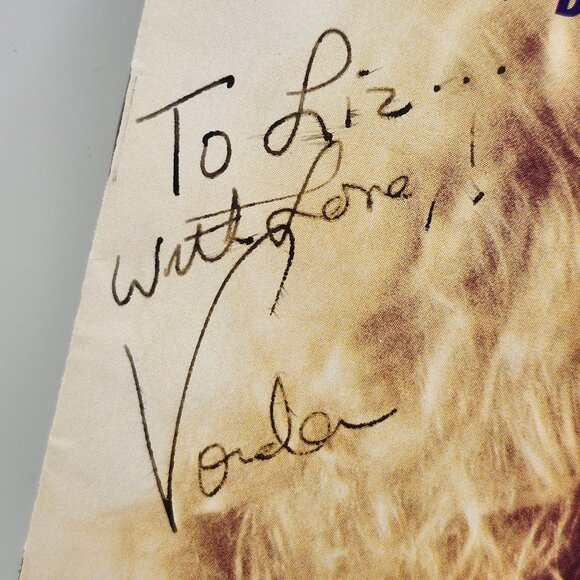 To Liz...
with Love, !
Vonda